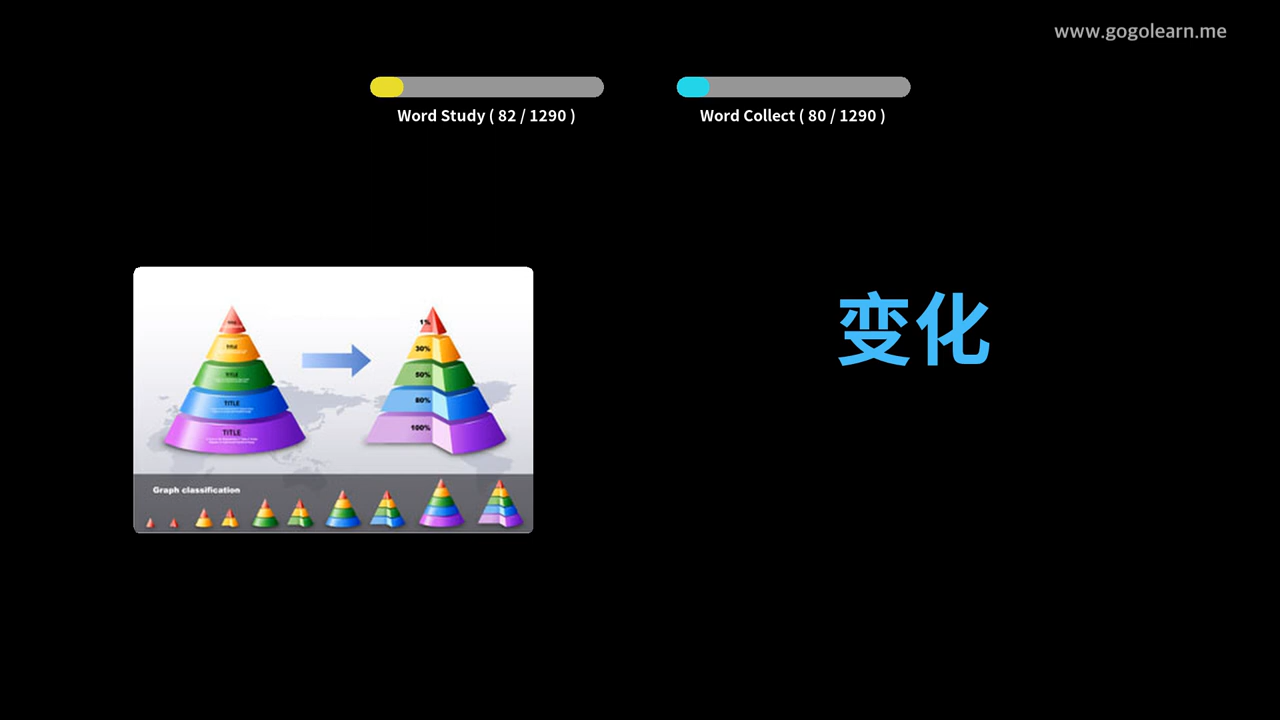 www.gogolearn.me
Word Study ( 82 / 1290 )
Word Collect ( 80 / 1290 )
变化
TITLE
TITLE
TITLE
TITLE
1%
30%
50%
80%
100%
Graph classification